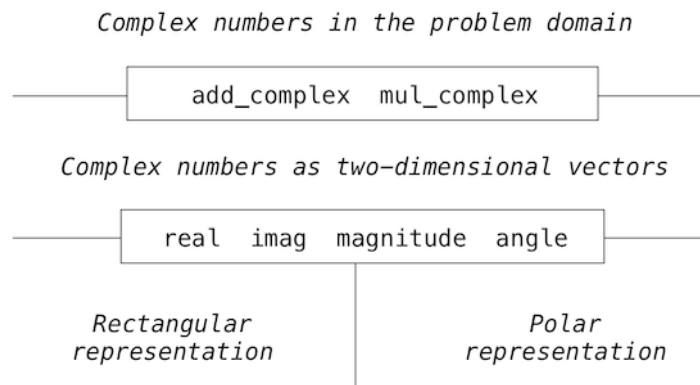 Complex numbers in the problem domain
add_complex mul_complex
Complex numbers as two-dimensional vectors
real imag magnitude angle
Rectangular
representation
Polar
representation